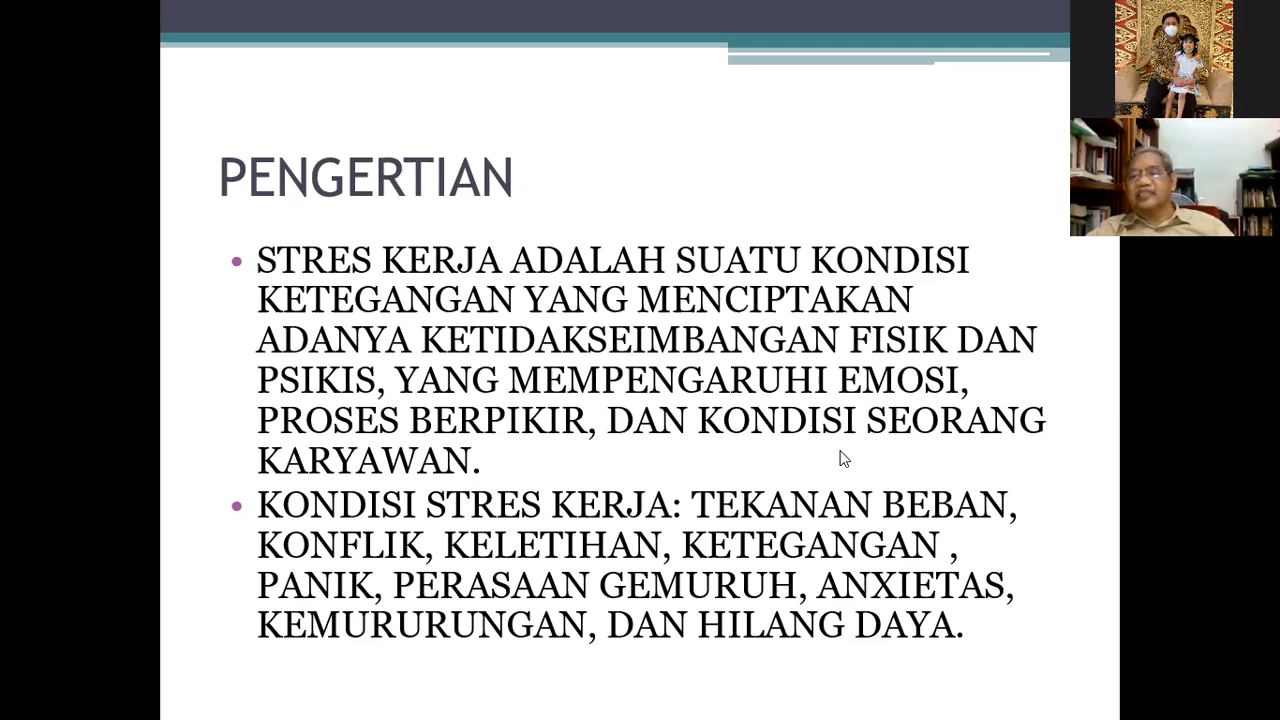 PENGERTIAN
• STRES KERJA ADALAH SUATU KONDISI
KETEGANGAN YANG MENCIPTAKAN
ADANYA KETIDAKSEIMBANGAN FISIK DAN
PSIKIS, YANG MEMPENGARUHI EMOSI,
PROSES BERPIKIR, DAN KONDISI SEORANG
KARYAWAN.
• KONDISI STRES KERJA: TEKANAN BEBAN,
KONFLIK, KELETIHAN, KETEGANGAN ,
PANIK, PERASAAN GEMURUH, ANXIETAS,
KEMURURUNGAN, DAN HILANG DAYA.